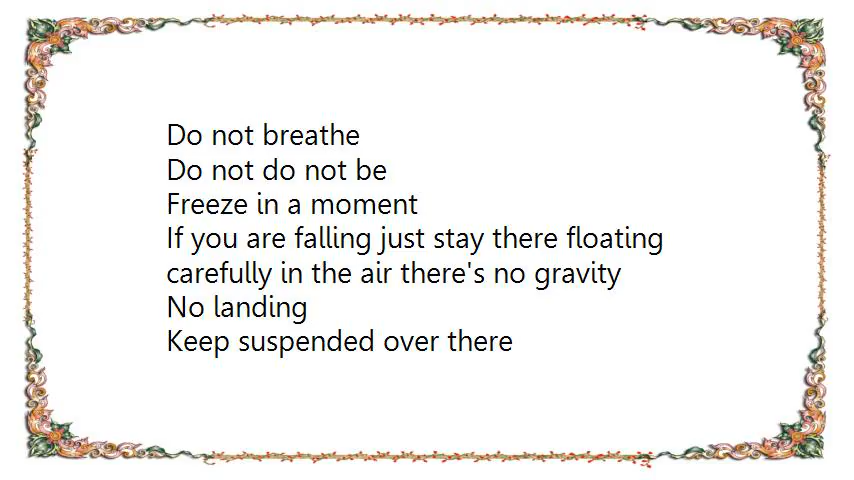 Do not breathe
Do not do not be
Freeze in a moment
If you are falling just stay there floating
carefully in the air there's no gravity
No landing
Keep suspended over there